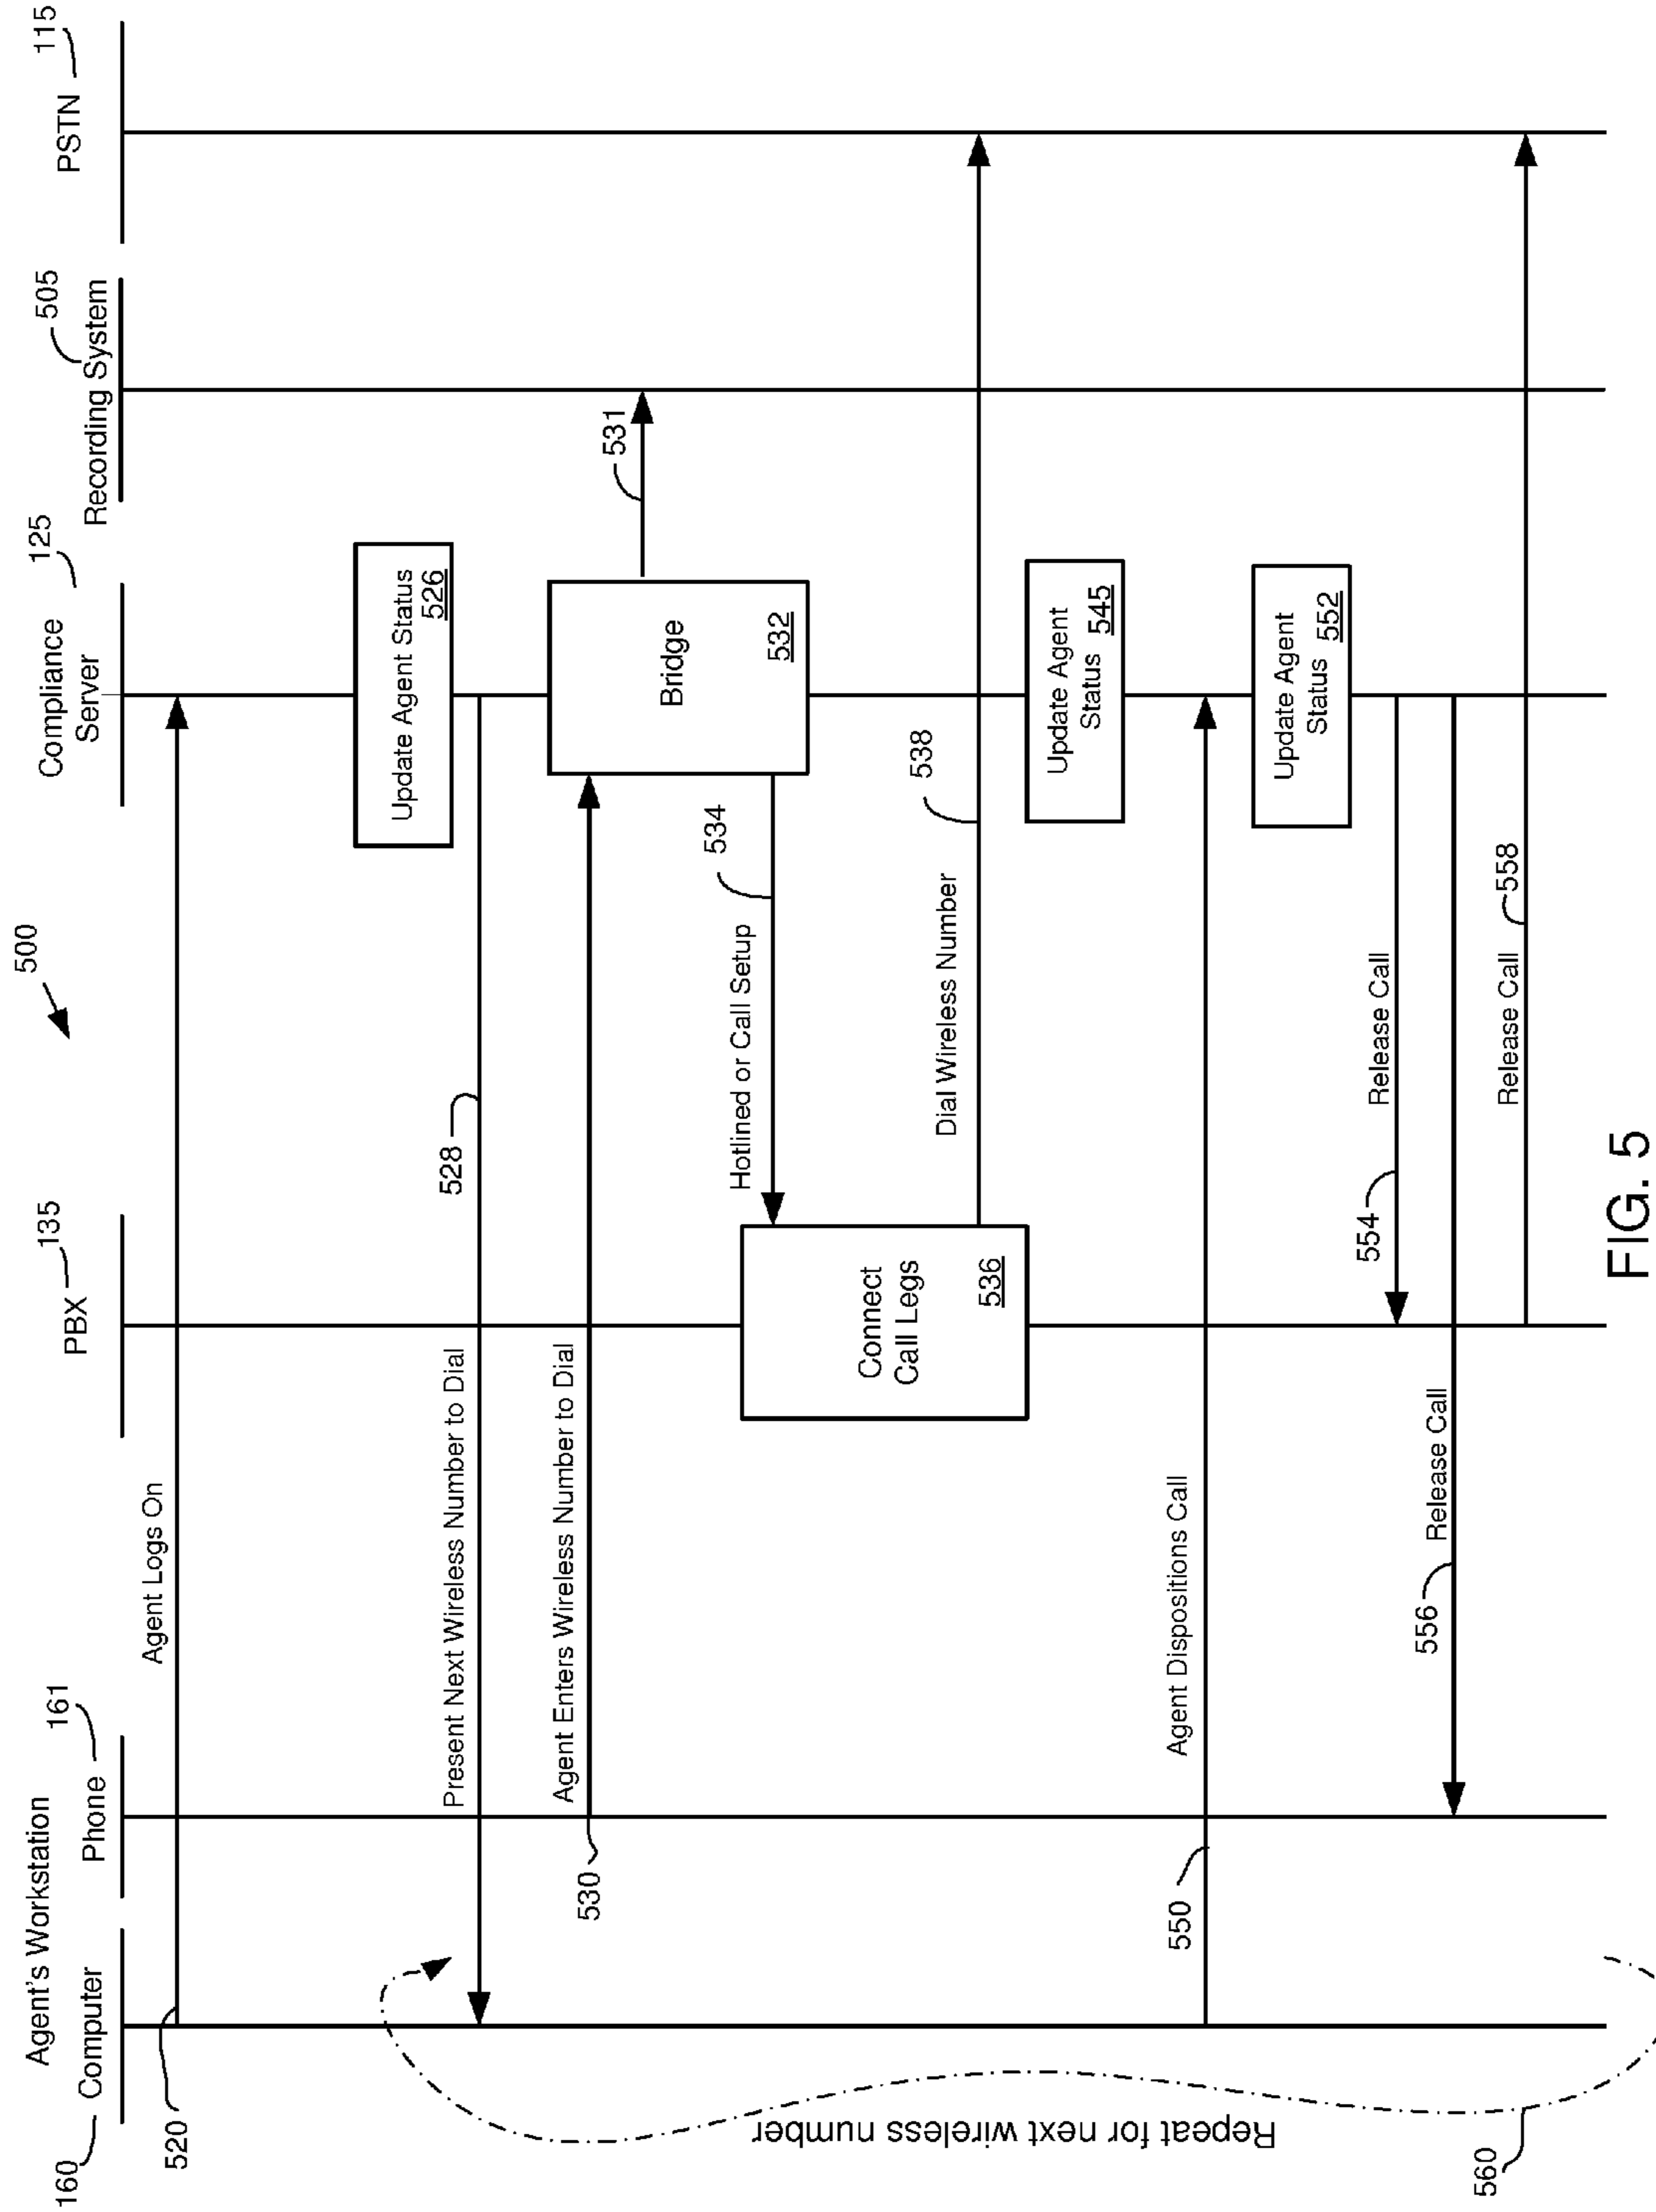 500
Agent's Workstation
160
Computer
Phone
161
PBX
135
Compliance
Server
125
Recording System
505
PSTN
115
Agent Logs On
520
Update Agent Status
526
Present Next Wireless Number to Dial
528
Agent Enters Wireless Number to Dial
530
531
Bridge
532
Hotlined or Call Setup
534
Connect
Call Legs
536
Dial Wireless Number
538
Update Agent
Status 545
Agent Dispositions Call
550
Update Agent
Status 552
Release Call
554
Release Call
556
Release Call
558
Repeat for next wireless number
560
FIG. 5